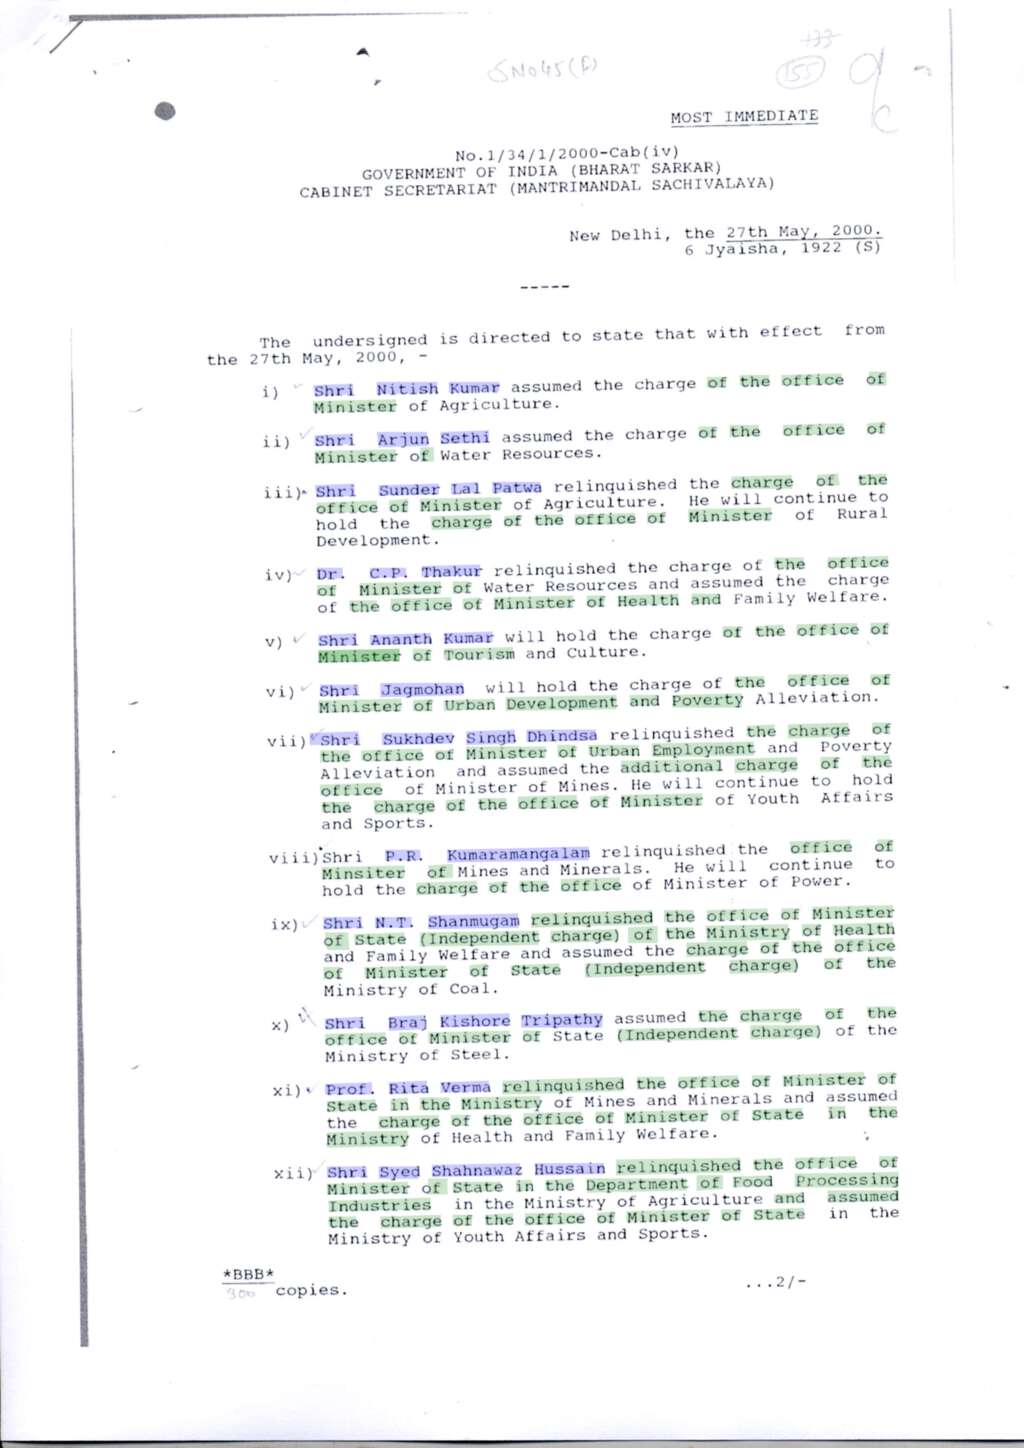 SNo45(A)
133
155
MOST IMMEDIATE
No.1/34/1/2000-Cab(iv)
GOVERNMENT OF INDIA (BHARAT SARKAR)
CABINET SECRETARIAT (MANTRIMANDAL SACHIVALAYA)
New Delhi, the 27th May, 2000.
6 Jyaisha, 1922 (S)
-----
The undersigned is directed to state that with effect from
the 27th May, 2000, -
i) Shri Nitish Kumar assumed the charge of the office of
Minister of Agriculture.
ii) Shri Arjun Sethi assumed the charge of the office of
Minister of Water Resources.
iii) Shri Sunder Lal Patwa relinquished the charge of the
office of Minister of Agriculture. He will continue to
hold the charge of the office of Minister of Rural
Development.
iv) Dr. C.P. Thakur relinquished the charge of the office
of Minister of Water Resources and assumed the charge
of the office of Minister of Health and Family Welfare.
v) Shri Ananth Kumar will hold the charge of the office of
Minister of Tourism and Culture.
vi) Shri Jagmohan will hold the charge of the office of
Minister of Urban Development and Poverty Alleviation.
vii) Shri Sukhdev Singh Dhindsa relinquished the charge of
the office of Minister of Urban Employment and Poverty
Alleviation and assumed the additional charge of the
office of Minister of Mines. He will continue to hold
the charge of the office of Minister of Youth Affairs
and Sports.
viii) Shri P.R. Kumaramangalam relinquished the office of
Minsiter of Mines and Minerals. He will continue to
hold the charge of the office of Minister of Power.
ix) Shri N.T. Shanmugam relinquished the office of Minister
of State (Independent charge) of the Ministry of Health
and Family Welfare and assumed the charge of the office
of Minister of State (Independent charge) of the
Ministry of Coal.
x) Shri Braj Kishore Tripathy assumed the charge of the
office of Minister of State (Independent charge) of the
Ministry of Steel.
xi) Prof. Rita Verma relinquished the office of Minister of
State in the Ministry of Mines and Minerals and assumed
the charge of the office of Minister of State in the
Ministry of Health and Family Welfare.
xii) Shri Syed Shahnawaz Hussain relinquished the office of
Minister of State in the Department of Food Processing
Industries in the Ministry of Agriculture and assumed
the charge of the office of Minister of State in the
Ministry of Youth Affairs and Sports.
*BBB*
300 copies.
...2/-